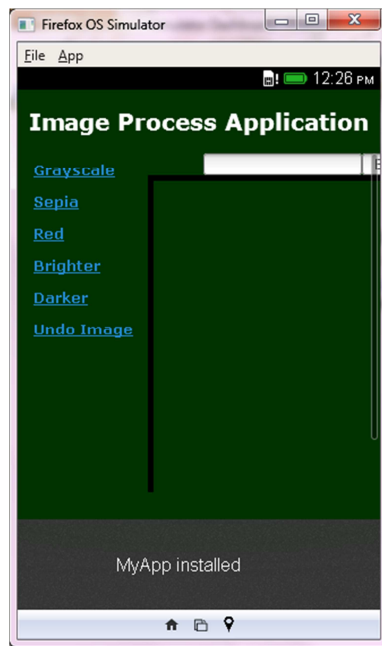 Firefox OS Simulator
File App
12:26 PM
Image Process Application
Grayscale
Sepia
Red
Brighter
Darker
Undo Image
MyApp installed